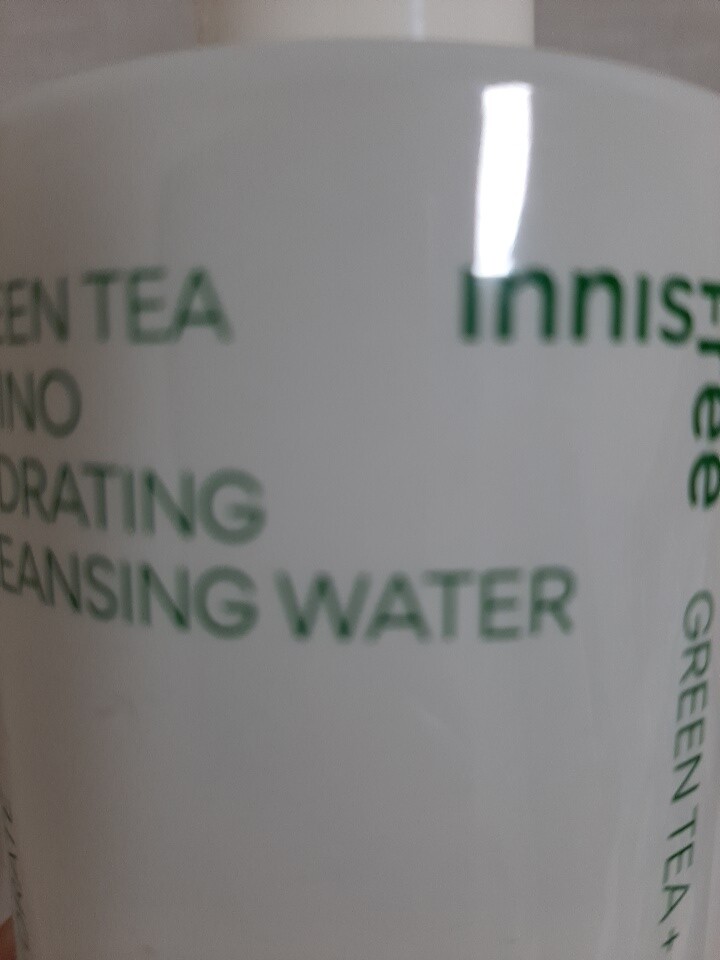 EEN TEA
INO
DRATING
EANSING WATER
innisfree
GREEN TEA +